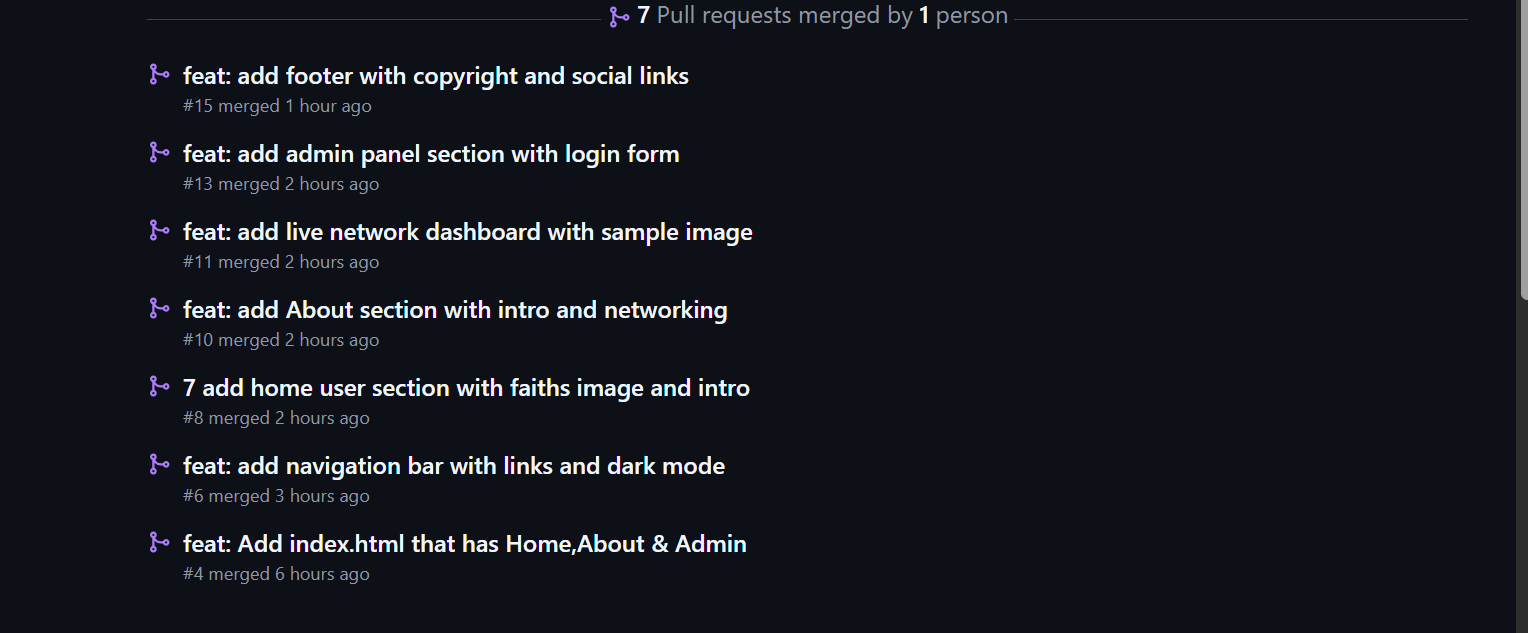 7 Pull requests merged by 1 person
feat: add footer with copyright and social links
#15 merged 1 hour ago
feat: add admin panel section with login form
#13 merged 2 hours ago
feat: add live network dashboard with sample image
#11 merged 2 hours ago
feat: add About section with intro and networking
#10 merged 2 hours ago
7 add home user section with faiths image and intro
#8 merged 2 hours ago
feat: add navigation bar with links and dark mode
#6 merged 3 hours ago
feat: Add index.html that has Home,About & Admin
#4 merged 6 hours ago